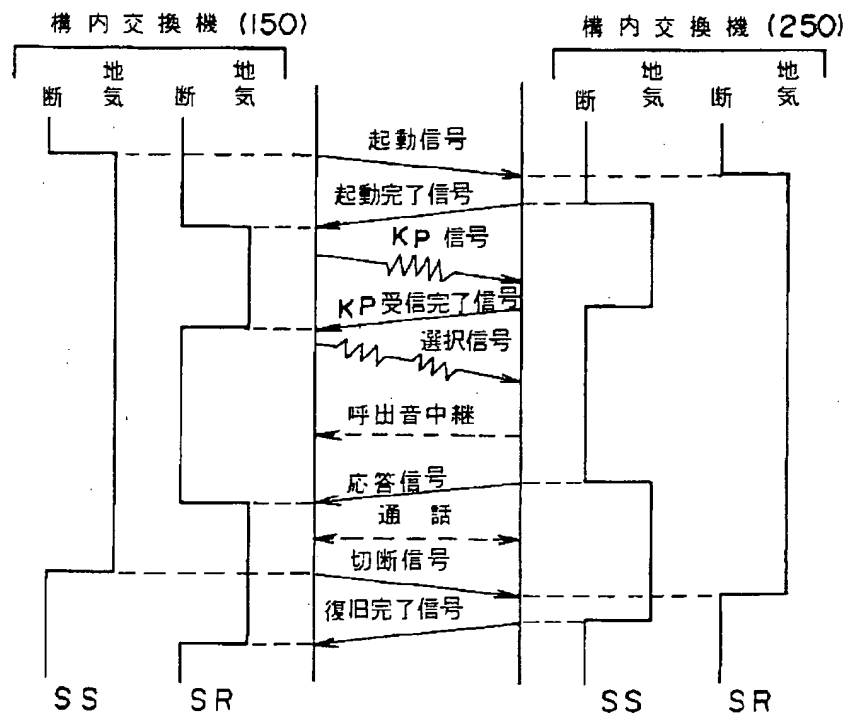 構内交換機 (150)
構内交換機 (250)
断 地気 断 地気
断 地気 断 地気
起動信号
起動完了信号
KP 信号
KP受信完了信号
選択信号
呼出音中継
応答信号
通話
切断信号
復旧完了信号
SS SR
SS SR